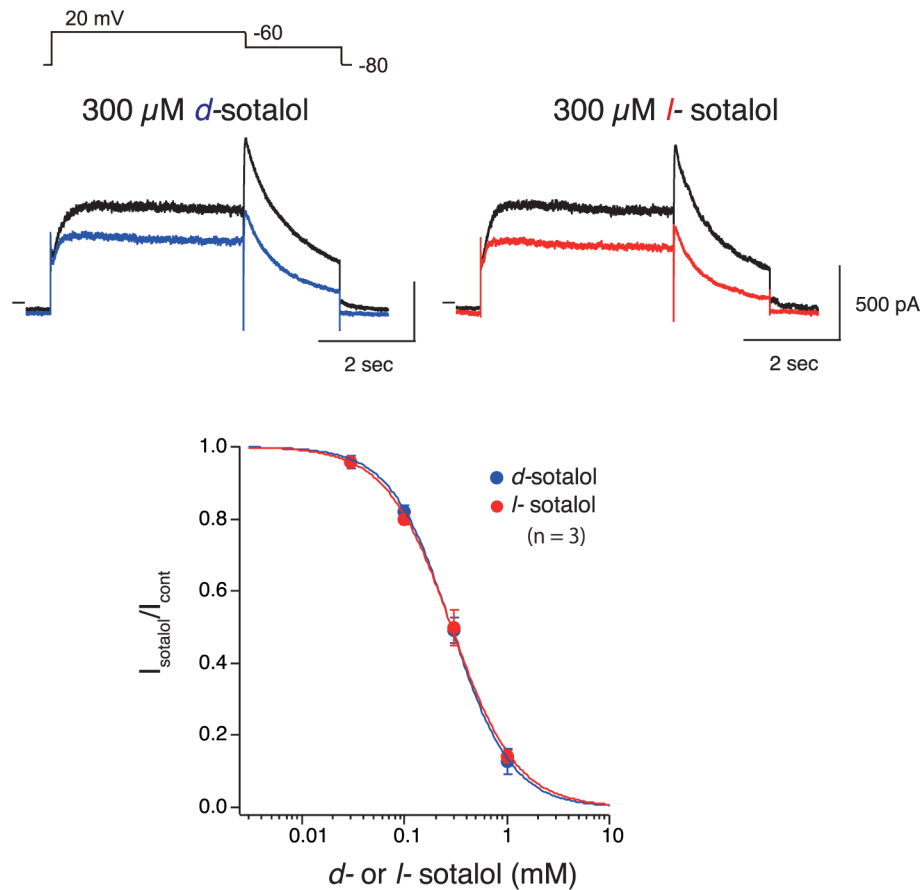 20 mV
-60
-80
300 µM d-sotalol
300 µM l- sotalol
500 pA
2 sec
2 sec
1.0
0.8
0.6
0.4
0.2
0.0
I sotalol/I cont
d-sotalol
l- sotalol
(n = 3)
0.01
0.1
1
10
d- or l- sotalol (mM)